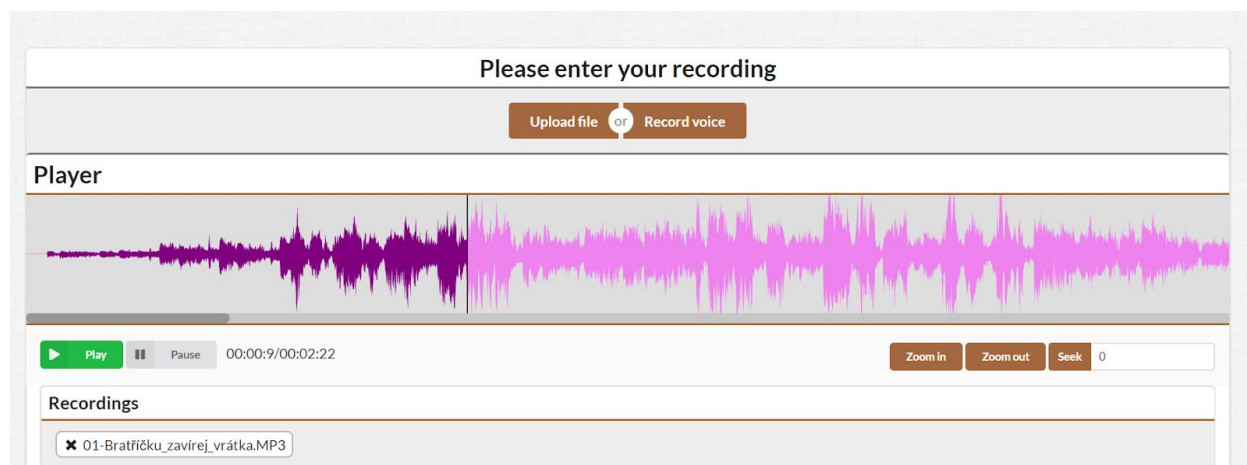 Please enter your recording
Upload file or Record voice
Player
Play Pause 00:00:9/00:02:22 Zoom in Zoom out Seek 0
Recordings
✖ 01-Bratříčku_zavírej_vrátka.MP3